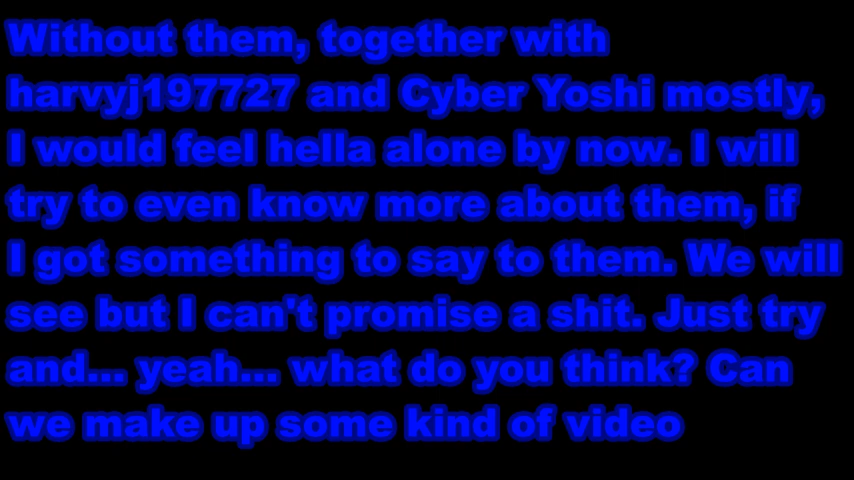 Without them, together with
harvyj197727 and Cyber Yoshi mostly,
I would feel hella alone by now. I will
try to even know more about them, if
I got something to say to them. We will
see but I can't promise a shit. Just try
and... yeah... what do you think? Can
we make up some kind of video